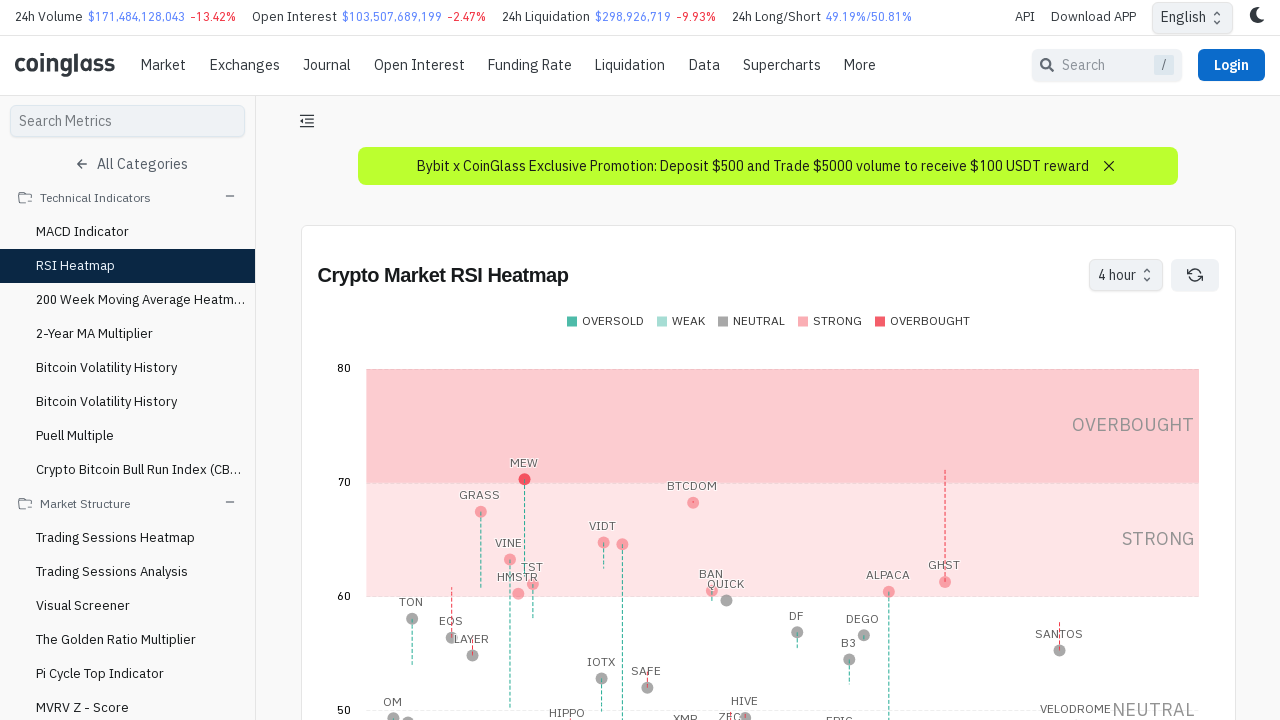 24h Volume $171,484,128,043 -13.42% Open Interest $103,507,689,199 -2.47% 24h Liquidation $298,926,719 -9.93% 24h Long/Short 49.19%/50.81% API Download APP English
coinglass Market Exchanges Journal Open Interest Funding Rate Liquidation Data Supercharts More Search / Login
Search Metrics
All Categories
Technical Indicators
MACD Indicator
RSI Heatmap
200 Week Moving Average Heatm...
2-Year MA Multiplier
Bitcoin Volatility History
Bitcoin Volatility History
Puell Multiple
Crypto Bitcoin Bull Run Index (CB...
Market Structure
Trading Sessions Heatmap
Trading Sessions Analysis
Visual Screener
The Golden Ratio Multiplier
Pi Cycle Top Indicator
MVRV Z - Score
Bybit x CoinGlass Exclusive Promotion: Deposit $500 and Trade $5000 volume to receive $100 USDT reward
Crypto Market RSI Heatmap 4 hour
OVERSOLD WEAK NEUTRAL STRONG OVERBOUGHT
80
OVERBOUGHT
MEW
70
BTCDOM
GRASS
VIDT
STRONG
VINE
GHST
TST
BAN
ALPACA
HMSTR
QUICK
60
TON
DF
DEGO
EOS
SANTOS
LAYER
B3
IOTX
SAFE
OM
HIVE
50
VELODROME
NEUTRAL
HIPPO
ZEC
XMR
EPIC